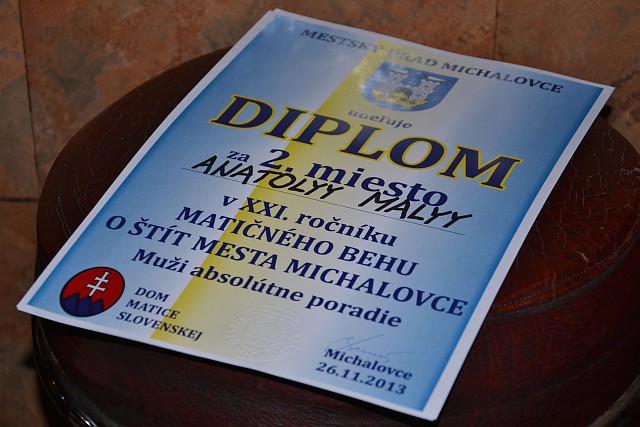 MESTSKÝ ÚRAD MICHALOVCE
udeľuje
DIPLOM
za 2. miesto
ANATOLYY MALYY
v XXI. ročníku
MATIČNÉHO BEHU
O ŠTÍT MESTA MICHALOVCE
Muži absolútne poradie
DOM
MATICE
SLOVENSKEJ
Michalovce
26.11.2013